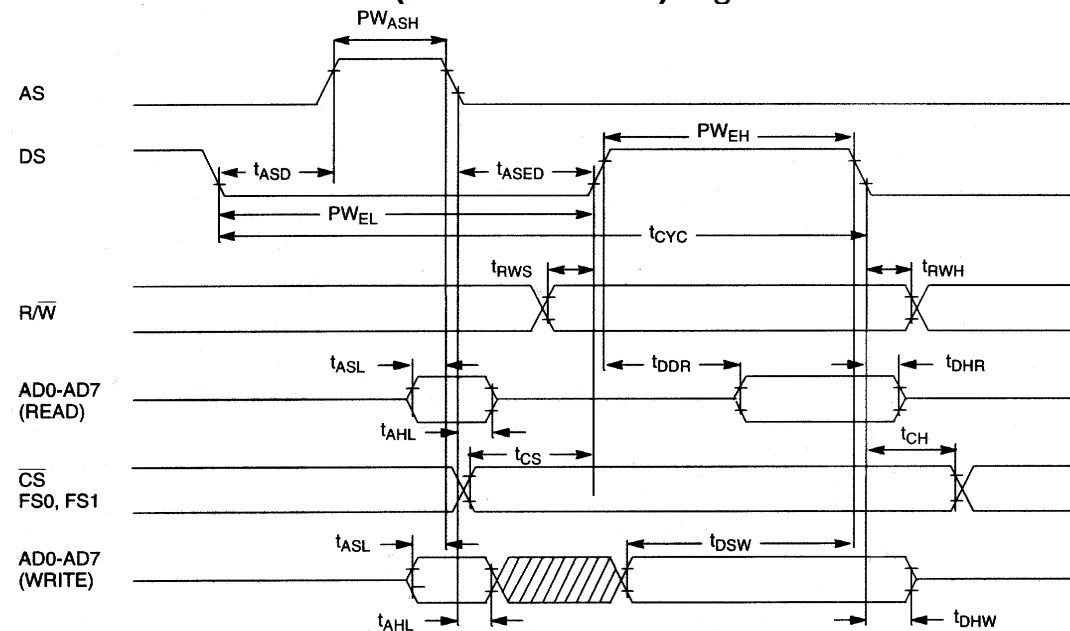 PWASH
AS
DS
PWEH
tASD
tASED
PWEL
tCYC
tRWS
tRWH
R/W̅
tASL
tDDR
tDHR
AD0-AD7
(READ)
tAHL
tCH
tCS
C̅S̅
FS0, FS1
tASL
tDSW
AD0-AD7
(WRITE)
tAHL
tDHW